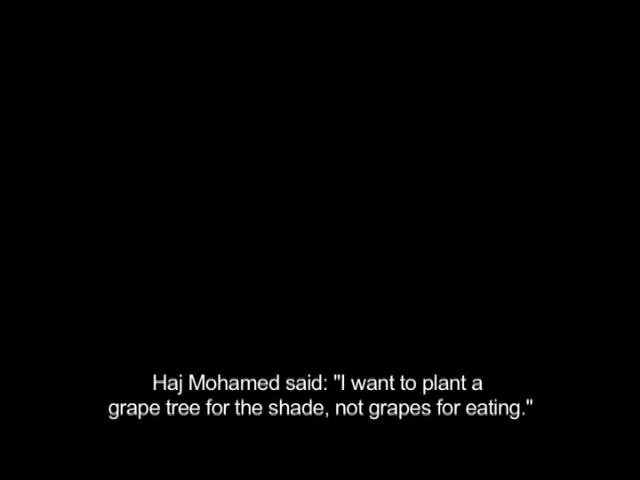 Haj Mohamed said: "I want to plant a
grape tree for the shade, not grapes for eating."